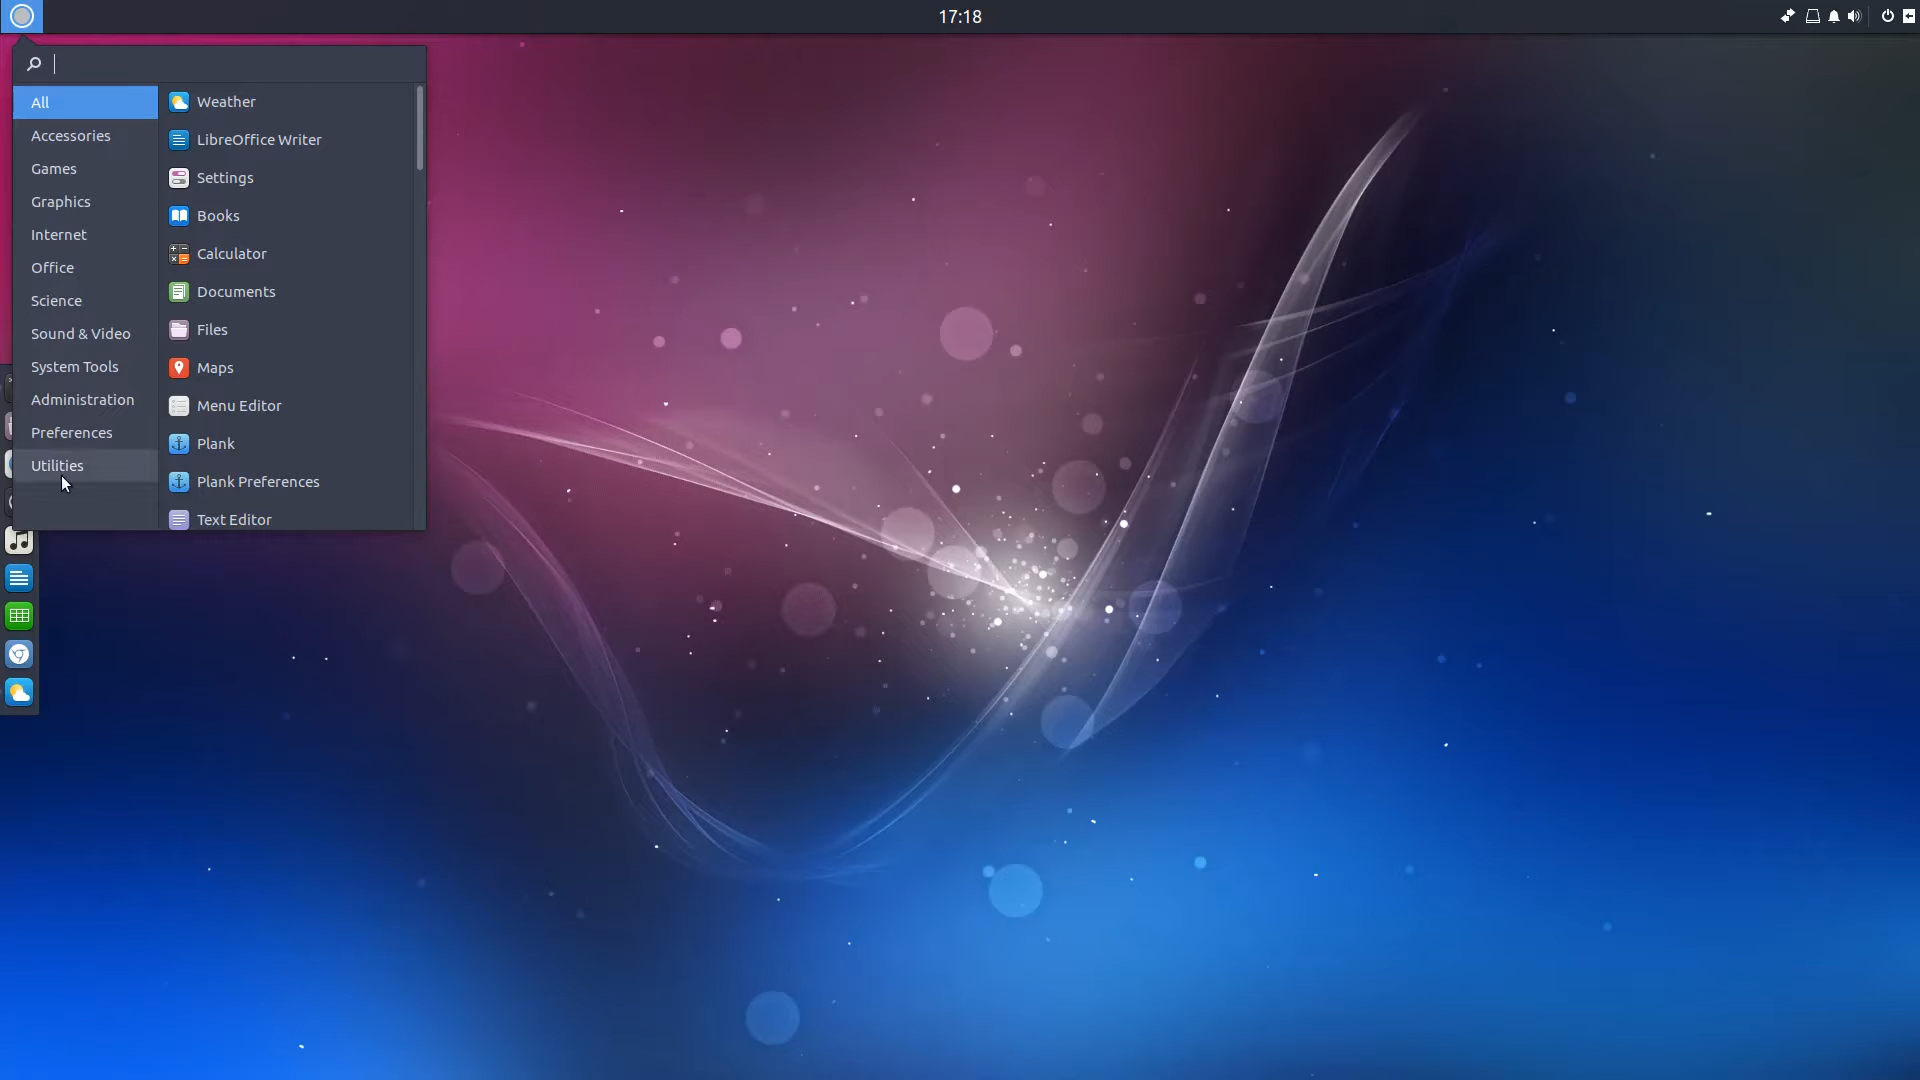 17:18
All
Accessories
Games
Graphics
Internet
Office
Science
Sound & Video
System Tools
Administration
Preferences
Utilities
Weather
LibreOffice Writer
Settings
Books
Calculator
Documents
Files
Maps
Menu Editor
Plank
Plank Preferences
Text Editor